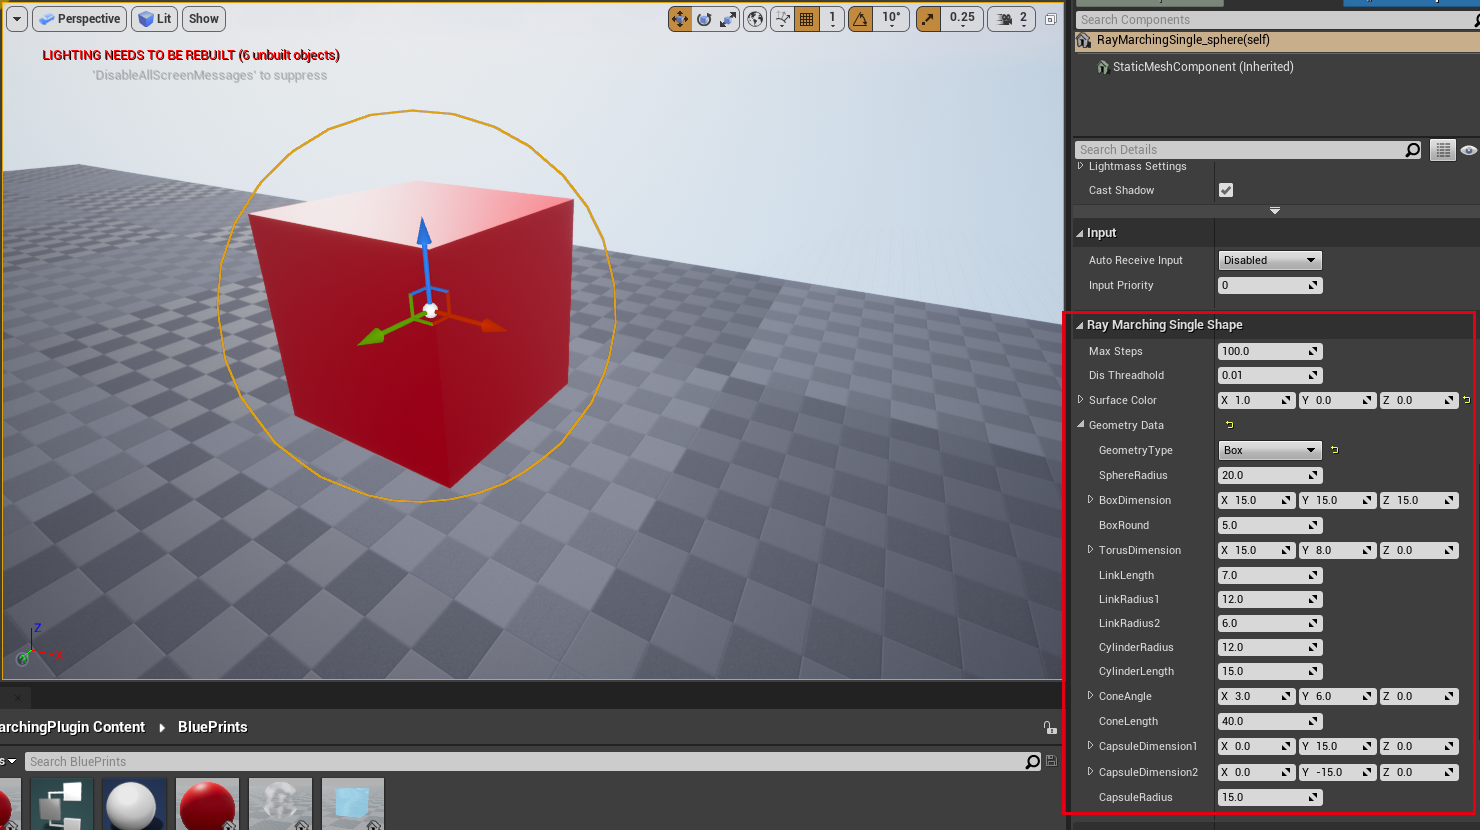 Perspective Lit Show 1 10° 0.25 2
LIGHTING NEEDS TO BE REBUILT (6 unbuilt objects)
'DisableAllScreenMessages' to suppress
Z
X
archingPlugin Content BluePrints
s Search BluePrints
Search Components
RayMarchingSingle_sphere(self)
StaticMeshComponent (Inherited)
Search Details
Lightmass Settings
Cast Shadow
Input
Auto Receive Input Disabled
Input Priority 0
Ray Marching Single Shape
Max Steps 100.0
Dis Threadhold 0.01
Surface Color X 1.0 Y 0.0 Z 0.0
Geometry Data
GeometryType Box
SphereRadius 20.0
BoxDimension X 15.0 Y 15.0 Z 15.0
BoxRound 5.0
TorusDimension X 15.0 Y 8.0 Z 0.0
LinkLength 7.0
LinkRadius1 12.0
LinkRadius2 6.0
CylinderRadius 12.0
CylinderLength 15.0
ConeAngle X 3.0 Y 6.0 Z 0.0
ConeLength 40.0
CapsuleDimension1 X 0.0 Y 15.0 Z 0.0
CapsuleDimension2 X 0.0 Y -15.0 Z 0.0
CapsuleRadius 15.0